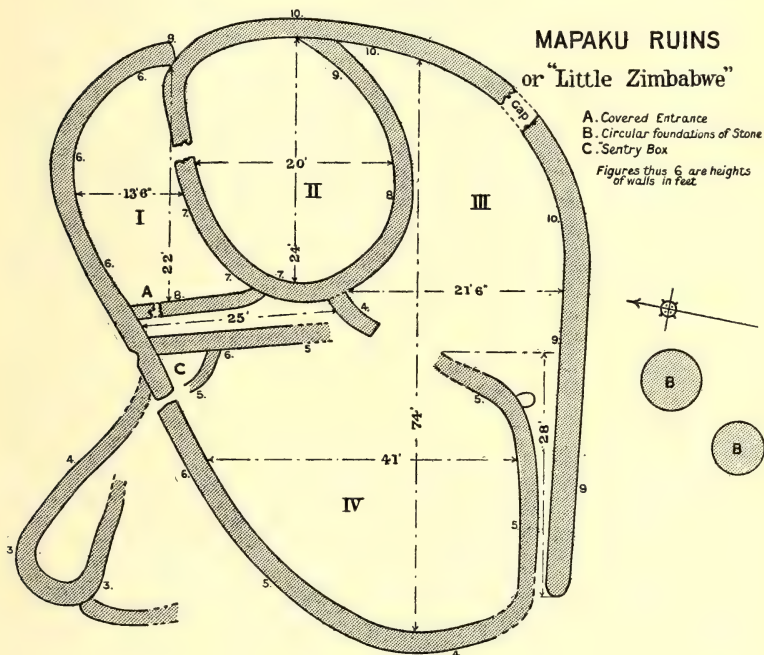 MAPAKU RUINS
or "Little Zimbabwe"
A. Covered Entrance
B. Circular foundations of Stone
C. Sentry Box
Figures thus 6 are heights
of walls in feet
10.
9.
10.
6.
9.
Gap
6.
20'
13'6"
II
8.
III
I
7.
10.
22'
24'
6.
7.
7.
A
8.
21'6"
4.
25'
9.
6.
5
C
5.
5.
B
74'
28'
4.
41'
B
6.
IV
9.
5.
3.
5.
3.
4.